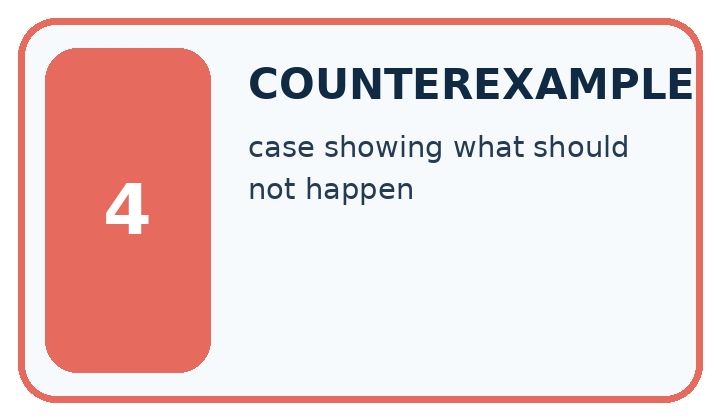 4
COUNTEREXAMPLE
case showing what should
not happen